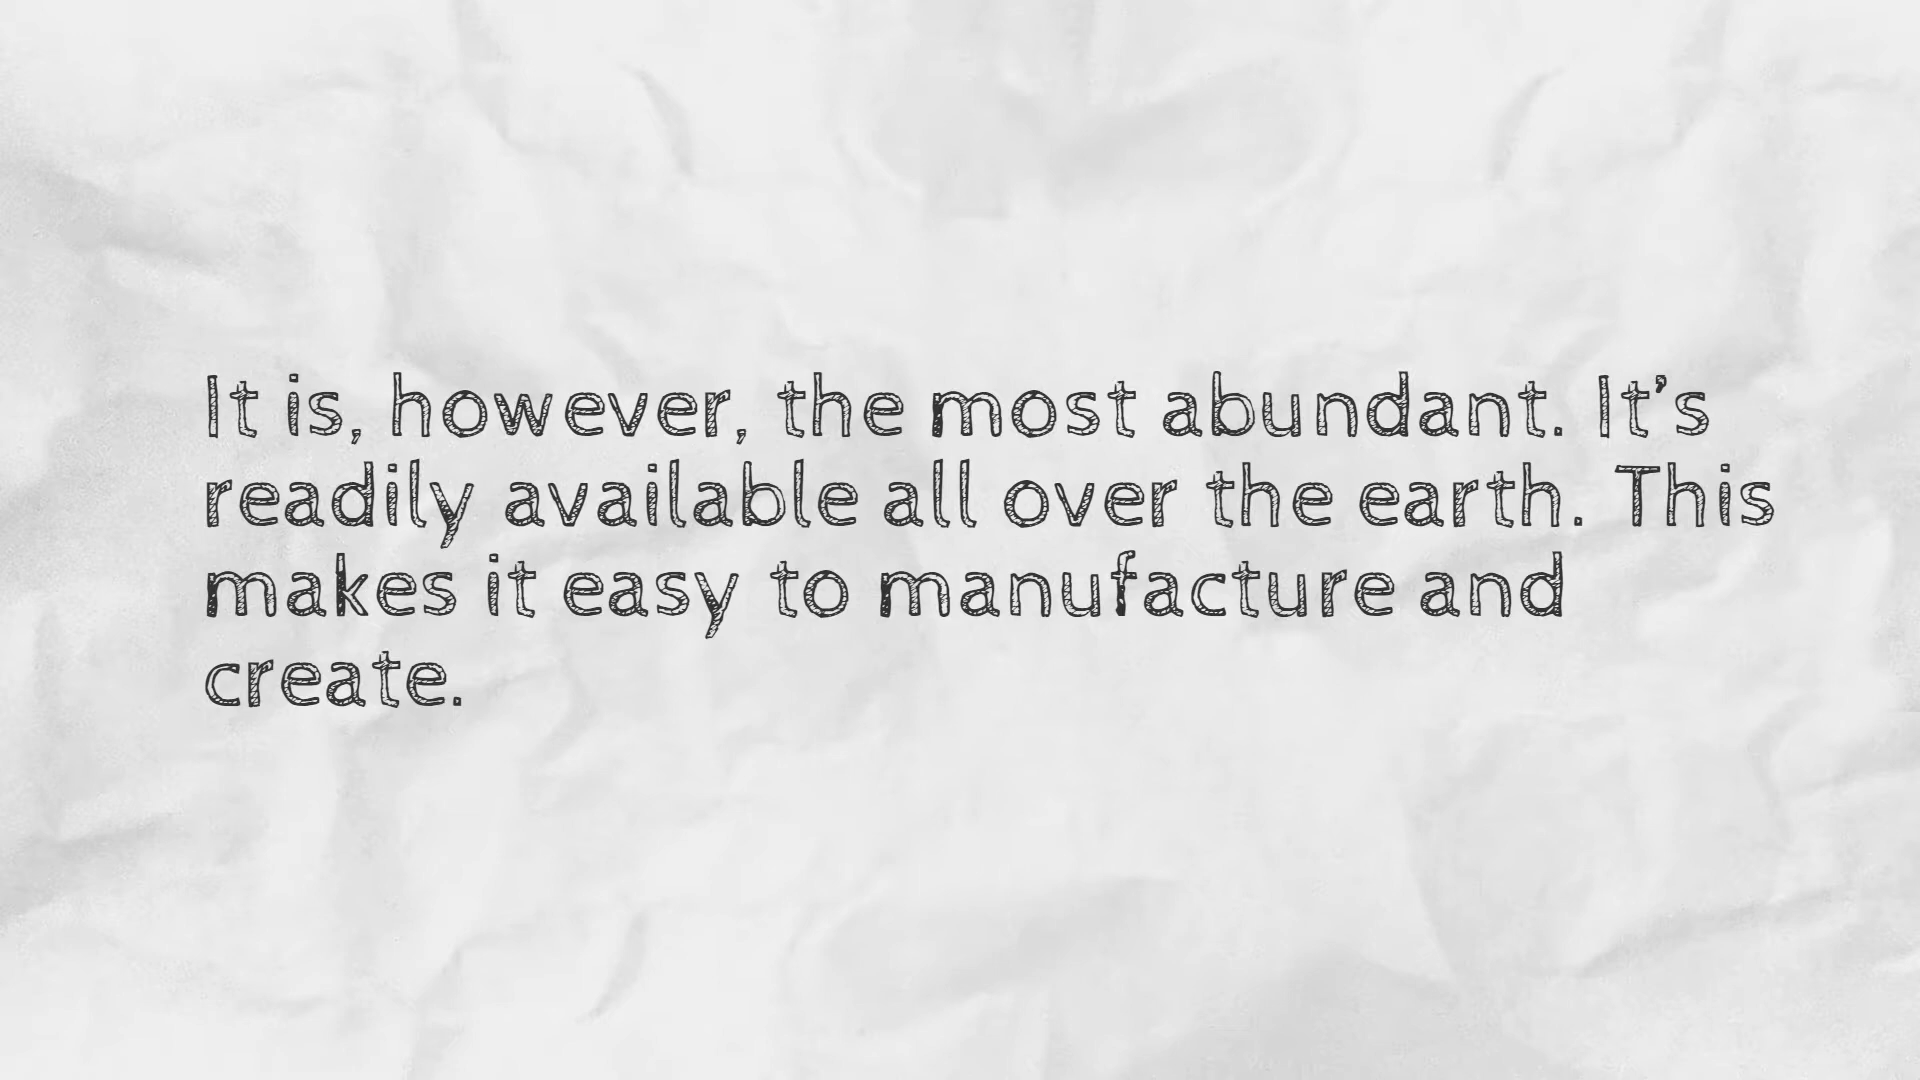 It is, however, the most abundant. It’s
readily available all over the earth. This
makes it easy to manufacture and
create.